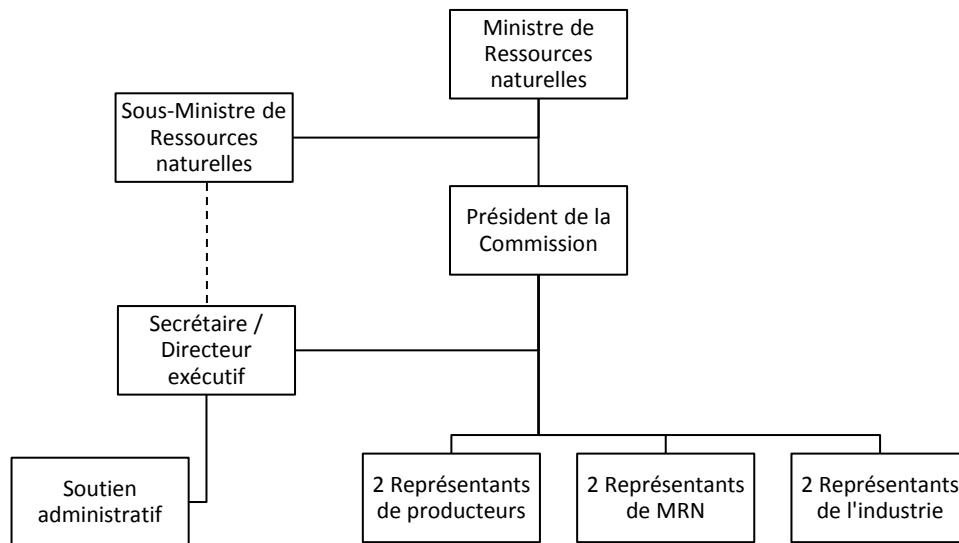 Ministre de
Ressources
naturelles
Sous-Ministre de
Ressources
naturelles
Président de la
Commission
Secrétaire /
Directeur
exécutif
Soutien
administratif
2 Représentants
de producteurs
2 Représentants
de MRN
2 Représentants
de l'industrie